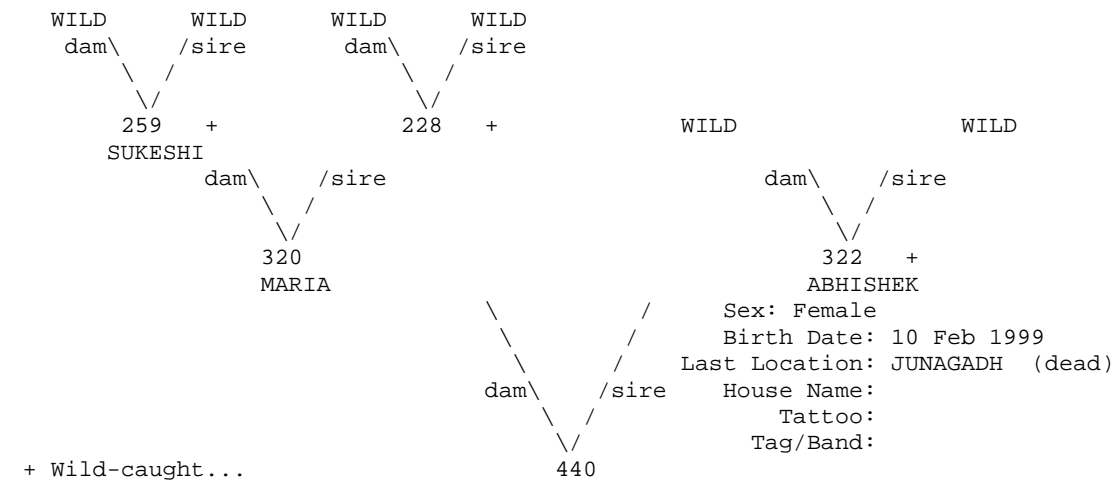 WILD WILD WILD WILD
dam\ /sire dam\ /sire
\ / \ /
\/ \/
259 + 228 + WILD WILD
SUKESHI
dam\ /sire dam\ /sire
\ / \ /
\/ \/
320 322 +
MARIA ABHISHEK
\ / Sex: Female
\ / Birth Date: 10 Feb 1999
\ / Last Location: JUNAGADH (dead)
dam\ /sire House Name:
\ / Tattoo:
\/ Tag/Band:
+ Wild-caught... 440